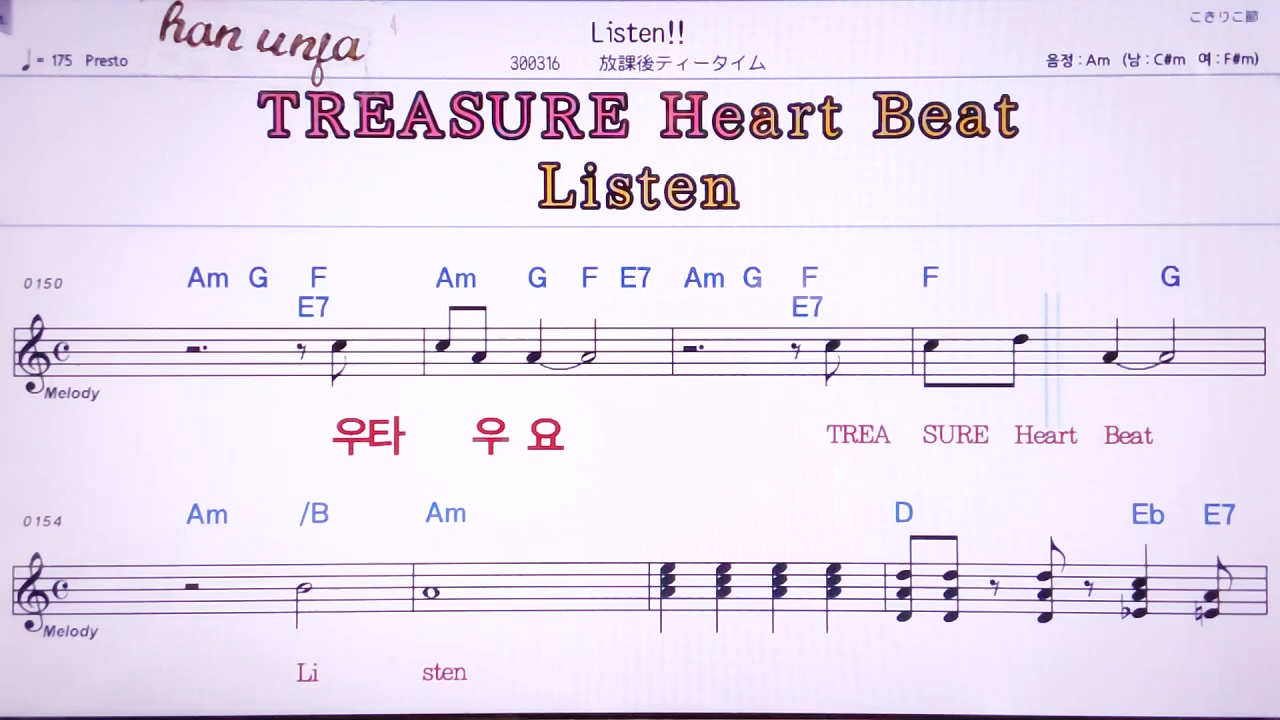 han unja
Listen!!
こきりこ節
♩= 175 Presto
300316 放課後ティータイム
음정 : Am (남 : C#m 여 : F#m)
TREASURE Heart Beat
Listen
0150
Am G F Am G F E7 Am G F F G
E7 E7
Melody
우타 우 요 TREA SURE Heart Beat
0154
Am /B Am D Eb E7
Melody
Li sten